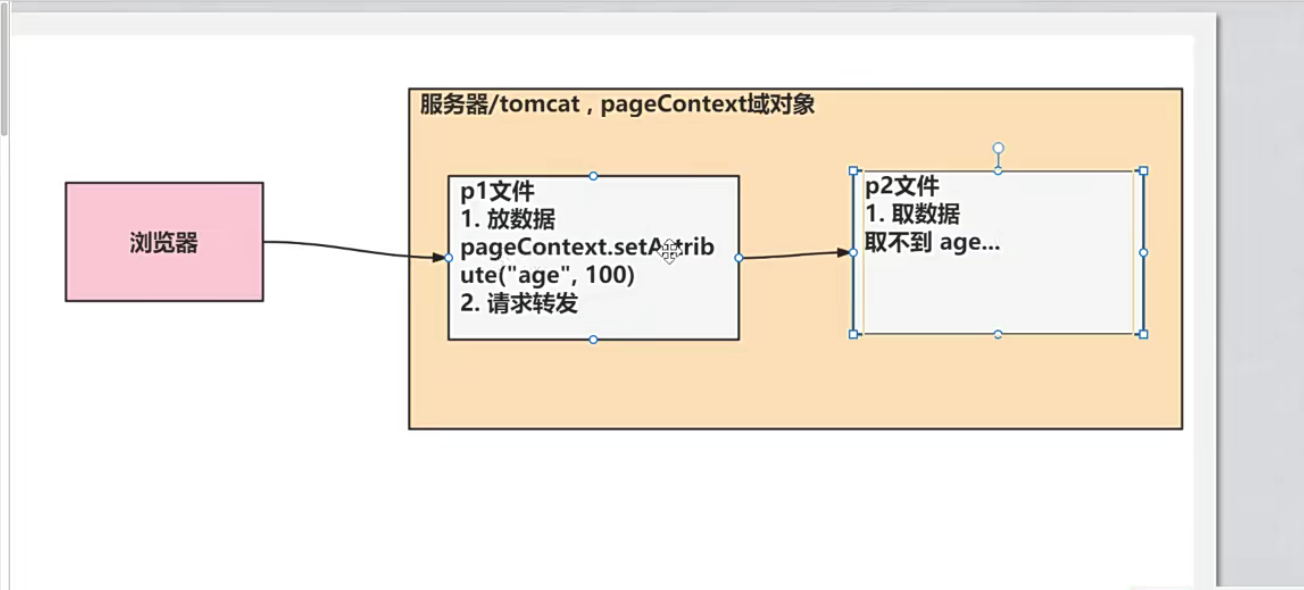 服务器/tomcat , pageContext域对象
浏览器
p1文件
1. 放数据
pageContext.setAttrib
ute("age", 100)
2. 请求转发
p2文件
1. 取数据
取不到 age...